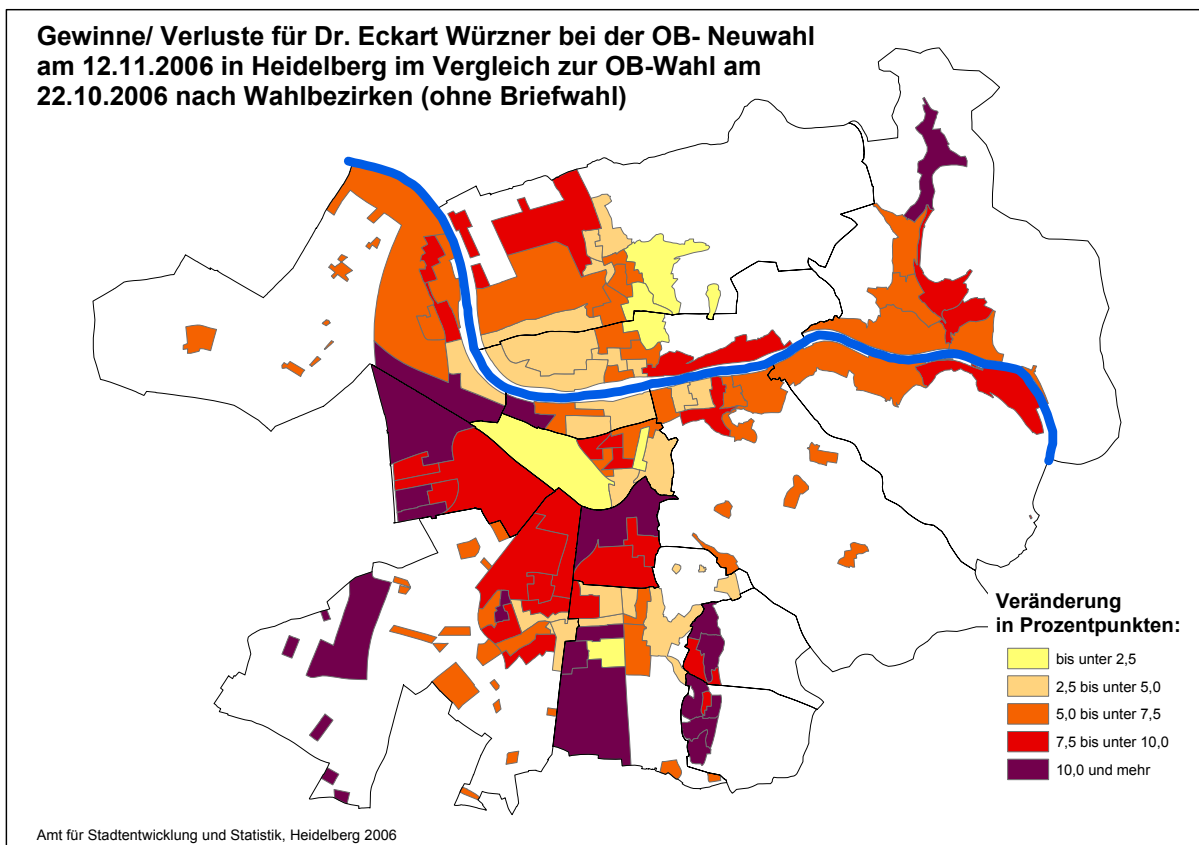 Gewinne/ Verluste für Dr. Eckart Würzner bei der OB- Neuwahl
am 12.11.2006 in Heidelberg im Vergleich zur OB-Wahl am
22.10.2006 nach Wahlbezirken (ohne Briefwahl)
Veränderung
in Prozentpunkten:
bis unter 2,5
2,5 bis unter 5,0
5,0 bis unter 7,5
7,5 bis unter 10,0
10,0 und mehr
Amt für Stadtentwicklung und Statistik, Heidelberg 2006